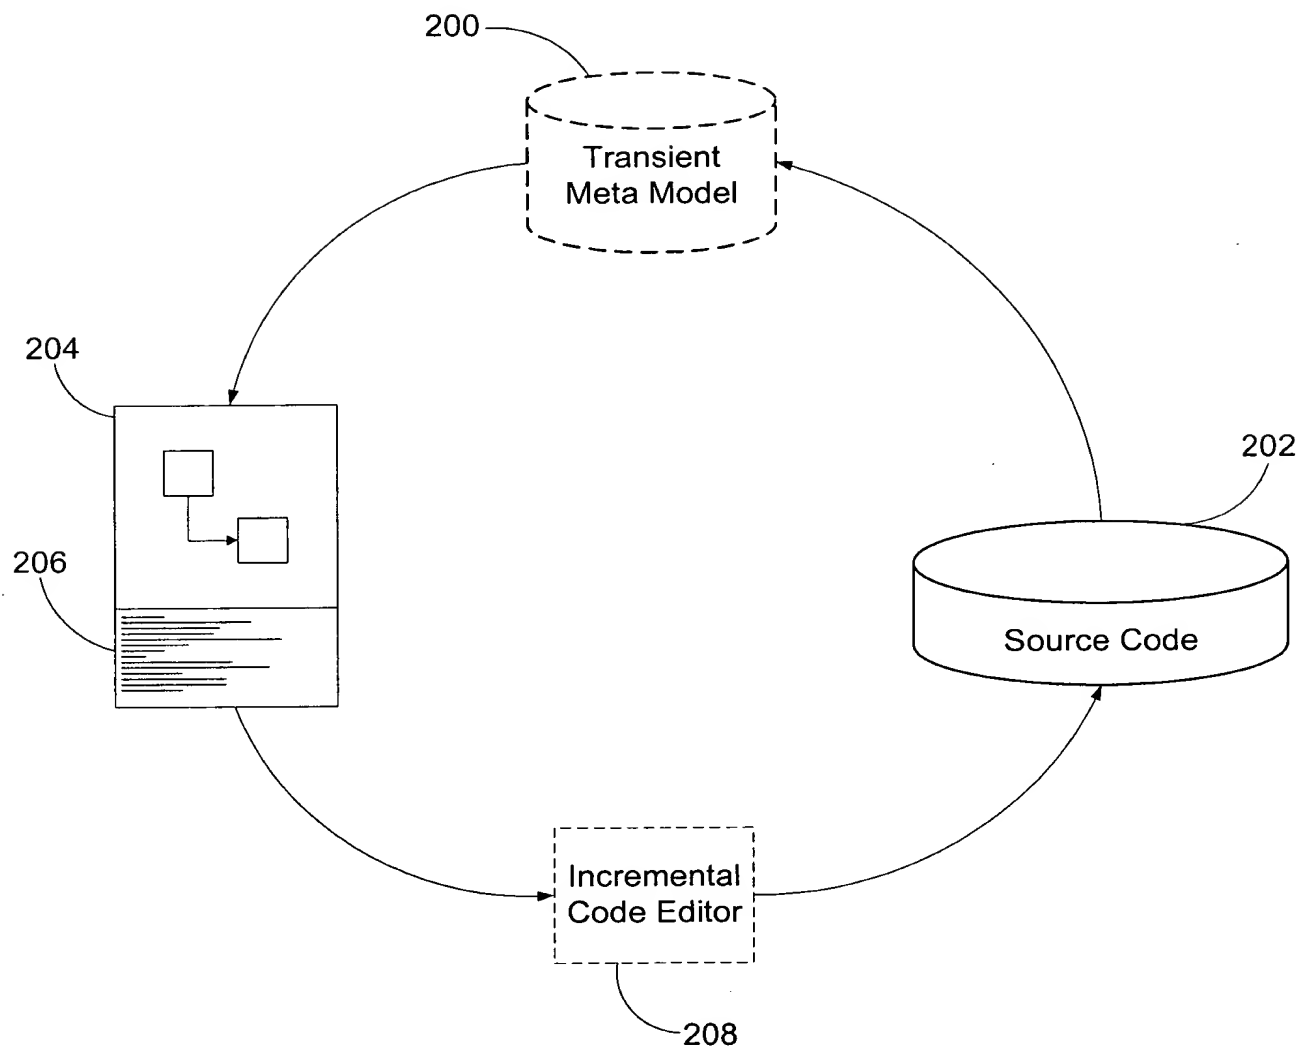 200
Transient
Meta Model
204
202
206
Source Code
Incremental
Code Editor
208